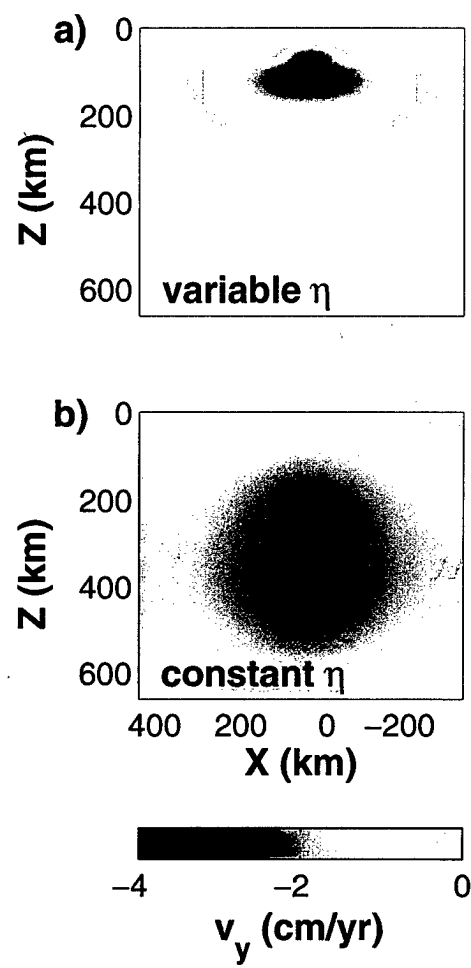 a)
0
200
400
600
Z (km)
variable η
b)
0
200
400
600
Z (km)
constant η
400 200 0 −200
X (km)
−4 −2 0
v_y (cm/yr)